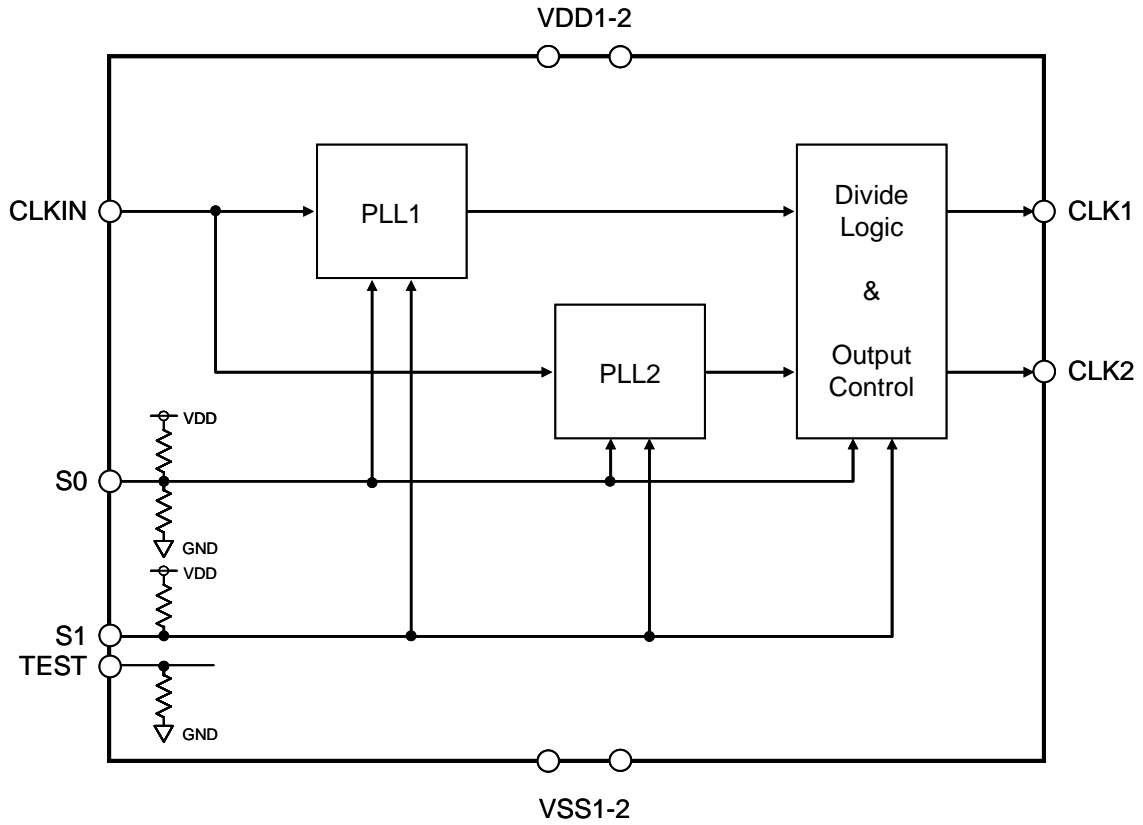 VDD1-2
CLKIN
PLL1
Divide
Logic
&
Output
Control
CLK1
PLL2
CLK2
VDD
S0
GND
VDD
S1
TEST
GND
VSS1-2